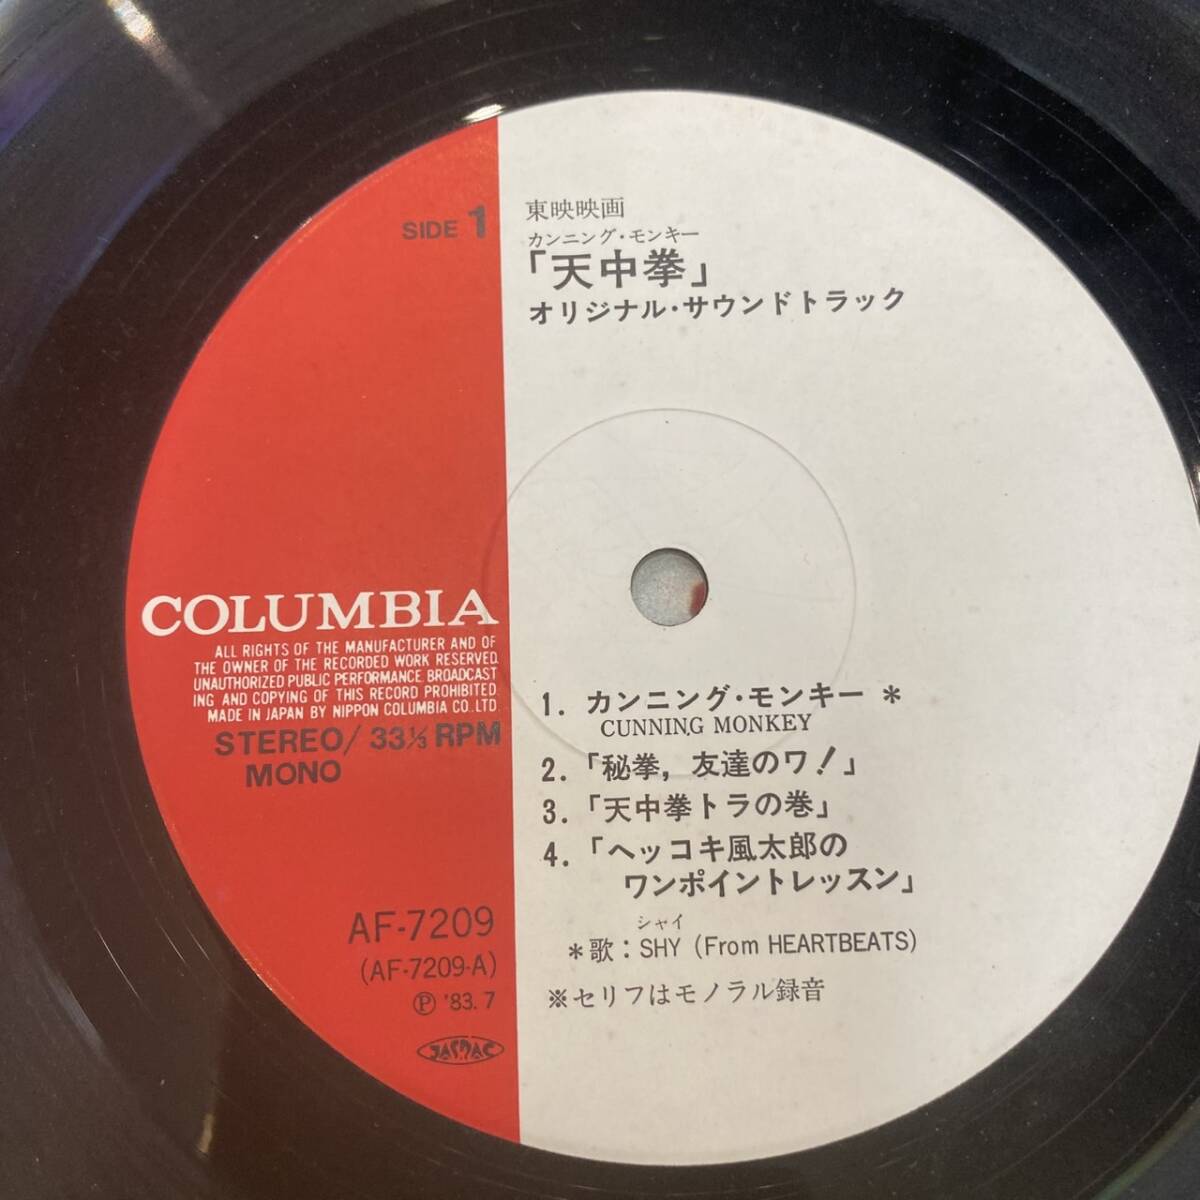 SIDE 1
東映映画
カンニング・モンキー
「天中拳」
オリジナル・サウンドトラック
COLUMBIA
ALL RIGHTS OF THE MANUFACTURER AND OF
THE OWNER OF THE RECORDED WORK RESERVED.
UNAUTHORIZED PUBLIC PERFORMANCE, BROADCAST
ING AND COPYING OF THIS RECORD PROHIBITED
MADE IN JAPAN BY NIPPON COLUMBIA CO., LTD.
STEREO/ 33⅓ RPM
MONO
1. カンニング・モンキー *
CUNNING MONKEY
2.「秘拳, 友達のワ!」
3.「天中拳トラの巻」
4.「ヘッコキ風太郎の
ワンポイントレッスン」
シャイ
*歌: SHY (From HEARTBEATS)
※セリフはモノラル録音
AF-7209
(AF-7209-A)
℗ '83. 7
JASRAC